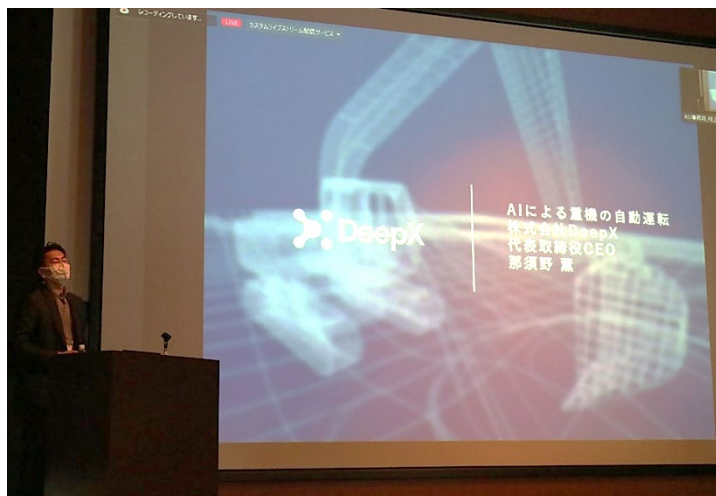 レコーディングしています...
LIVE カスタムライブストリーム配信サービス
DeepX
AIによる重機の自動運転
株式会社DeepX
代表取締役CEO
那須野 薫